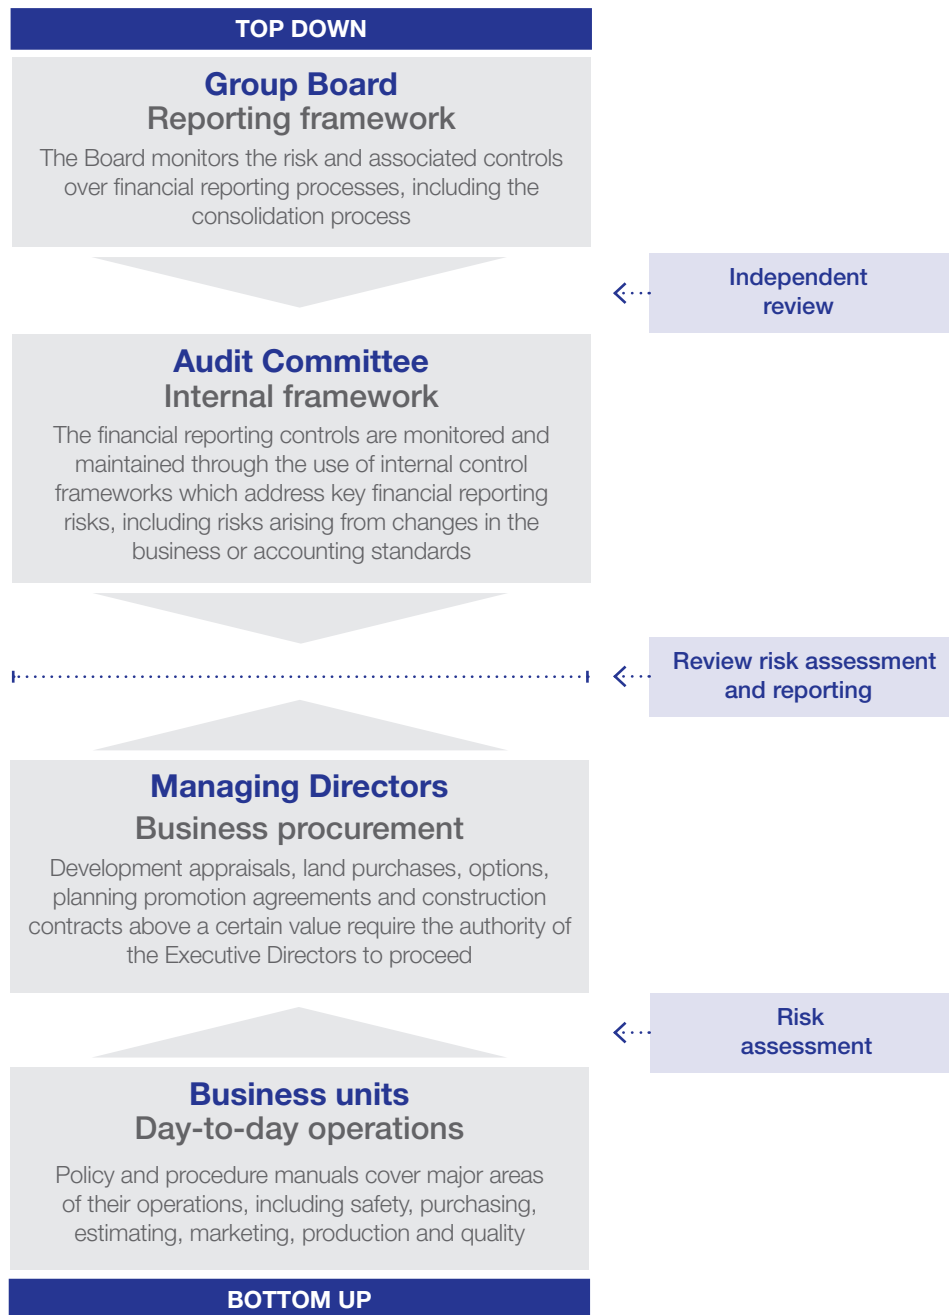 TOP DOWN
Group Board
Reporting framework
The Board monitors the risk and associated controls
over financial reporting processes, including the
consolidation process
Independent
review
Audit Committee
Internal framework
The financial reporting controls are monitored and
maintained through the use of internal control
frameworks which address key financial reporting
risks, including risks arising from changes in the
business or accounting standards
Review risk assessment
and reporting
Managing Directors
Business procurement
Development appraisals, land purchases, options,
planning promotion agreements and construction
contracts above a certain value require the authority of
the Executive Directors to proceed
Risk
assessment
Business units
Day-to-day operations
Policy and procedure manuals cover major areas
of their operations, including safety, purchasing,
estimating, marketing, production and quality
BOTTOM UP